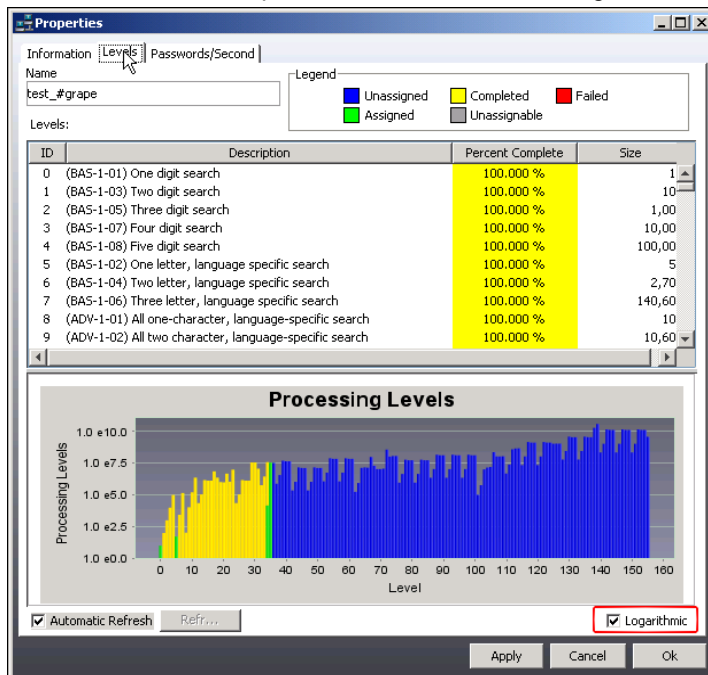 Properties
Information Levels Passwords/Second
Name
test_#grape
Legend
Unassigned Completed Failed
Assigned Unassignable
Levels:
ID Description Percent Complete Size
0 (BAS-1-01) One digit search 100.000 % 1
1 (BAS-1-03) Two digit search 100.000 % 10
2 (BAS-1-05) Three digit search 100.000 % 1,00
3 (BAS-1-07) Four digit search 100.000 % 10,00
4 (BAS-1-08) Five digit search 100.000 % 100,00
5 (BAS-1-02) One letter, language specific search 100.000 % 5
6 (BAS-1-04) Two letter, language specific search 100.000 % 2,70
7 (BAS-1-06) Three letter, language specific search 100.000 % 140,60
8 (ADV-1-01) All one-character, language-specific search 100.000 % 10
9 (ADV-1-02) All two character, language-specific search 100.000 % 10,60
Processing Levels
Processing Levels
1.0 e10.0
1.0 e7.5
1.0 e5.0
1.0 e2.5
1.0 e0.0
0 10 20 30 40 50 60 70 80 90 100 110 120 130 140 150 160
Level
Automatic Refresh Refr... Logarithmic
Apply Cancel Ok